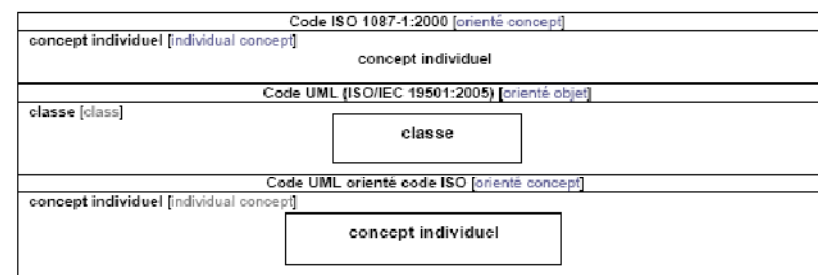 Code ISO 1087-1:2000 [orienté concept]
concept individuel [individual concept]
concept individuel
Code UML (ISO/IEC 19501:2005) [orienté objet]
classe [class]
classe
Code UML orienté code ISO [orienté concept]
concept individuel [individual concept]
concept individuel